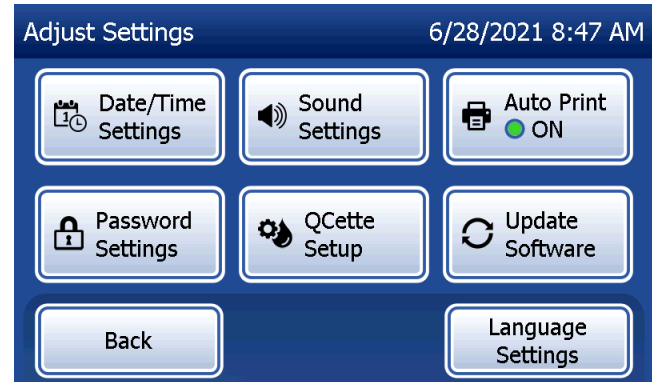 Adjust Settings 6/28/2021 8:47 AM
Date/Time
Settings
Sound
Settings
Auto Print
ON
Password
Settings
QCette
Setup
Update
Software
Back
Language
Settings